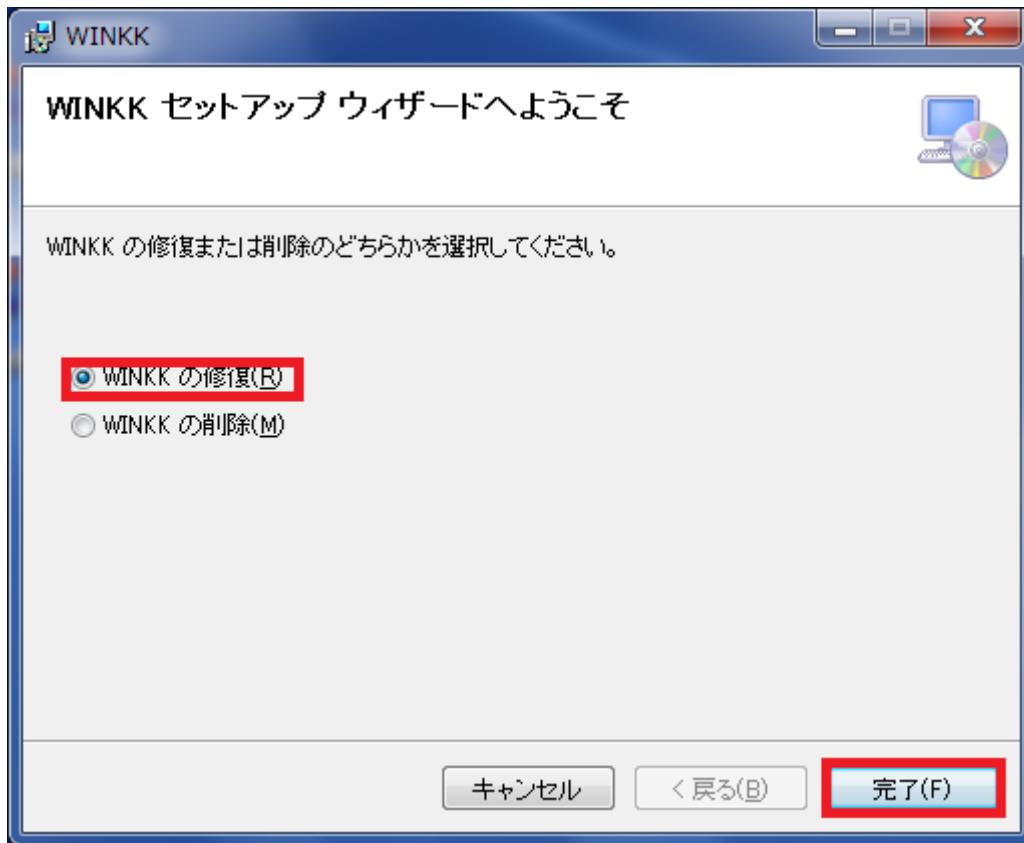 WINKK
WINKK セットアップ ウィザードへようこそ
WINKK の修復または削除のどちらかを選択してください。
WINKK の修復(R)
WINKK の削除(M)
キャンセル
< 戻る(B)
完了(F)